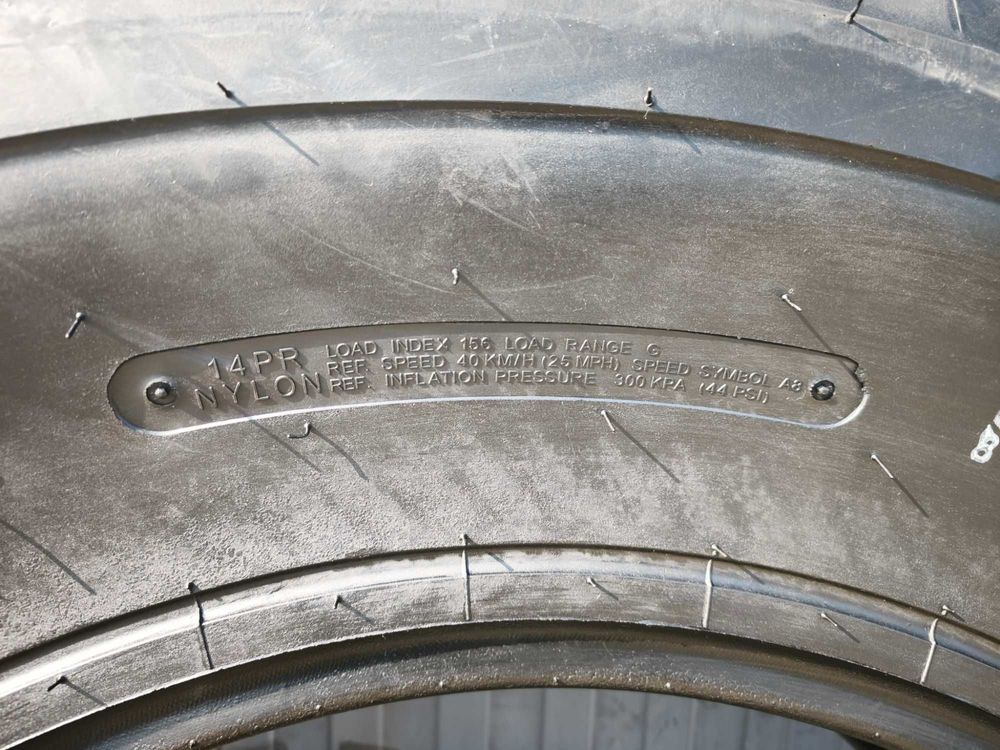 14PR
NYLON
LOAD INDEX 156 LOAD RANGE G
REF. SPEED 40 KM/H (25 MPH) SPEED SYMBOL A8
REF. INFLATION PRESSURE 300 KPA (44 PSI)
8